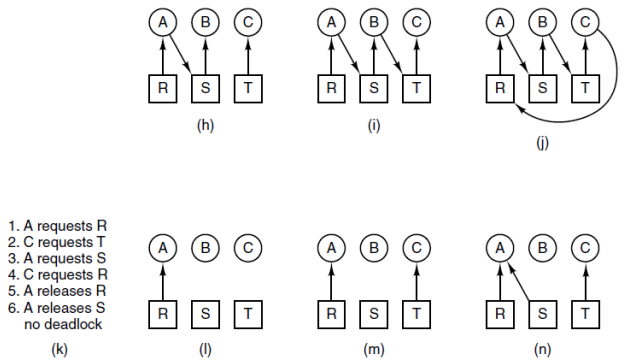 A B C A B C A B C
R S T R S T R S T
(h) (i) (j)
1. A requests R
2. C requests T
3. A requests S
4. C requests R
5. A releases R
6. A releases S
no deadlock
A B C A B C A B C
R S T R S T R S T
(k) (l) (m) (n)